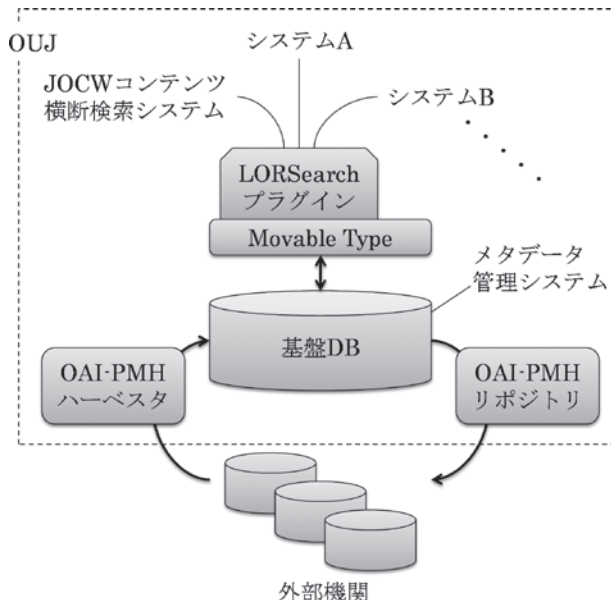 OUJ
システムA
JOCWコンテンツ
横断検索システム
システムB
LORSearch
プラグイン
Movable Type
メタデータ
管理システム
基盤DB
OAI-PMH
ハーベスタ
OAI-PMH
リポジトリ
外部機関